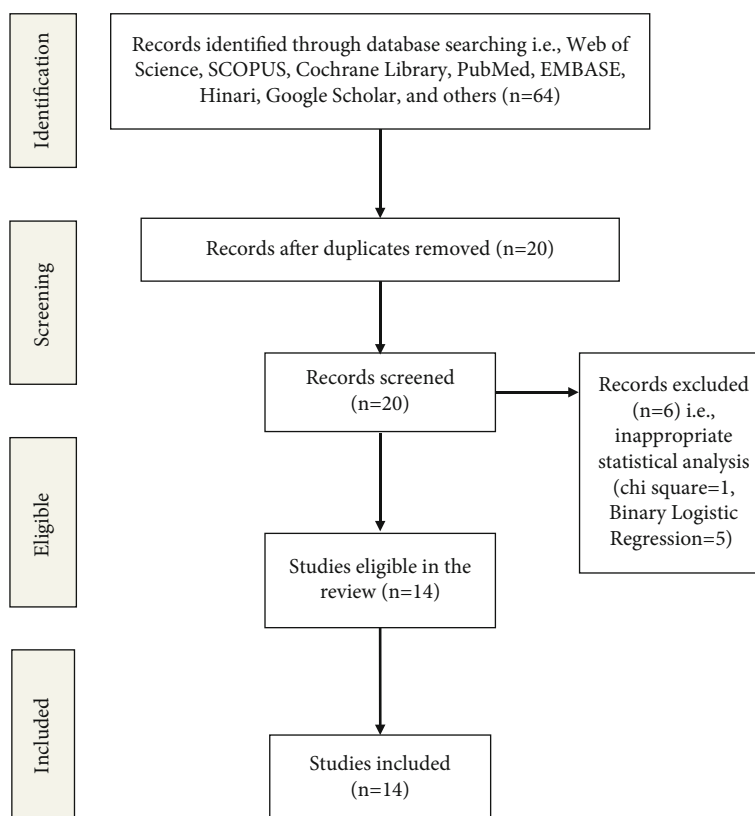 Identification
Records identified through database searching i.e., Web of
Science, SCOPUS, Cochrane Library, PubMed, EMBASE,
Hinari, Google Scholar, and others (n=64)
Screening
Records after duplicates removed (n=20)
Records screened
(n=20)
Records excluded
(n=6) i.e.,
inappropriate
statistical analysis
(chi square=1,
Binary Logistic
Regression=5)
Eligible
Studies eligible in the
review (n=14)
Included
Studies included
(n=14)